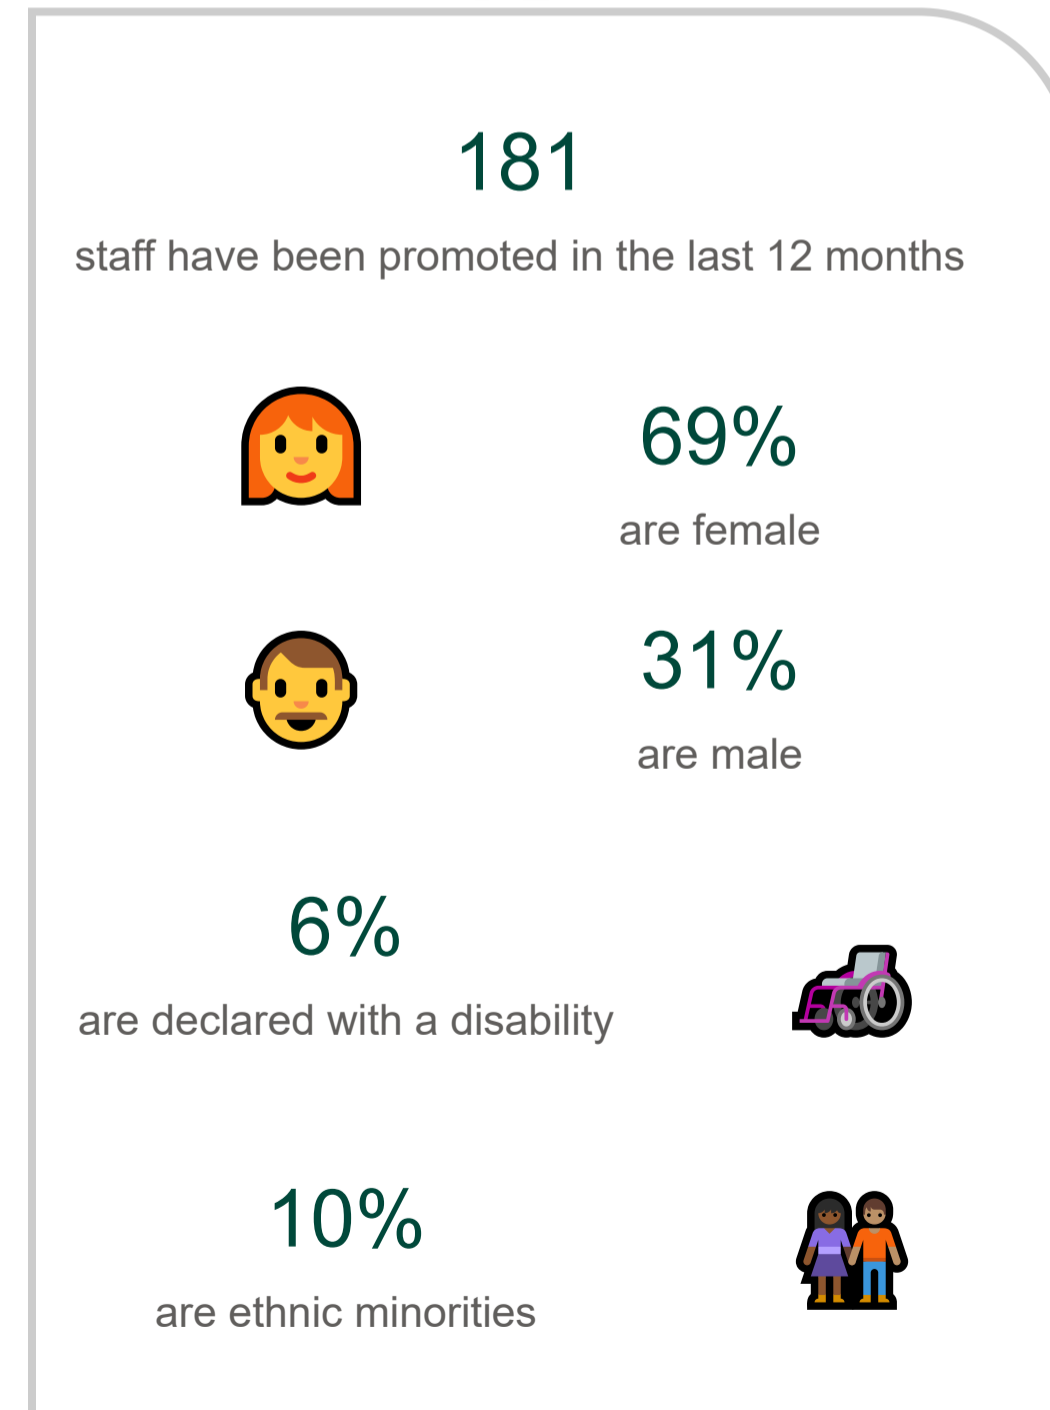 181
staff have been promoted in the last 12 months
69%
are female
31%
are male
6%
are declared with a disability
10%
are ethnic minorities